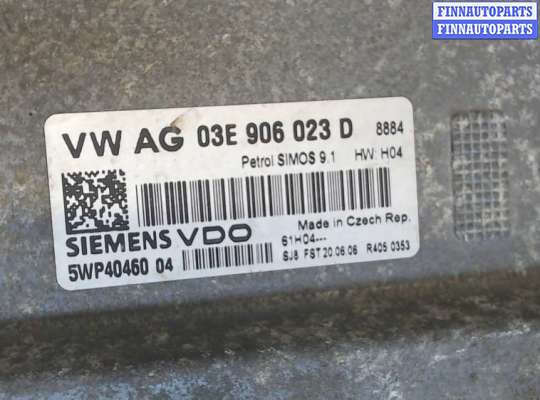 FINNAUTOPARTS
FINNAUTOPARTS
VW AG 03E 906 023 D 8884
Petrol SIMOS 9.1 HW: H04
SIEMENS VDO
Made in Czech Rep.
61H04---
5WP40460 04
SJ8 FST 20.06.06 R405 0353